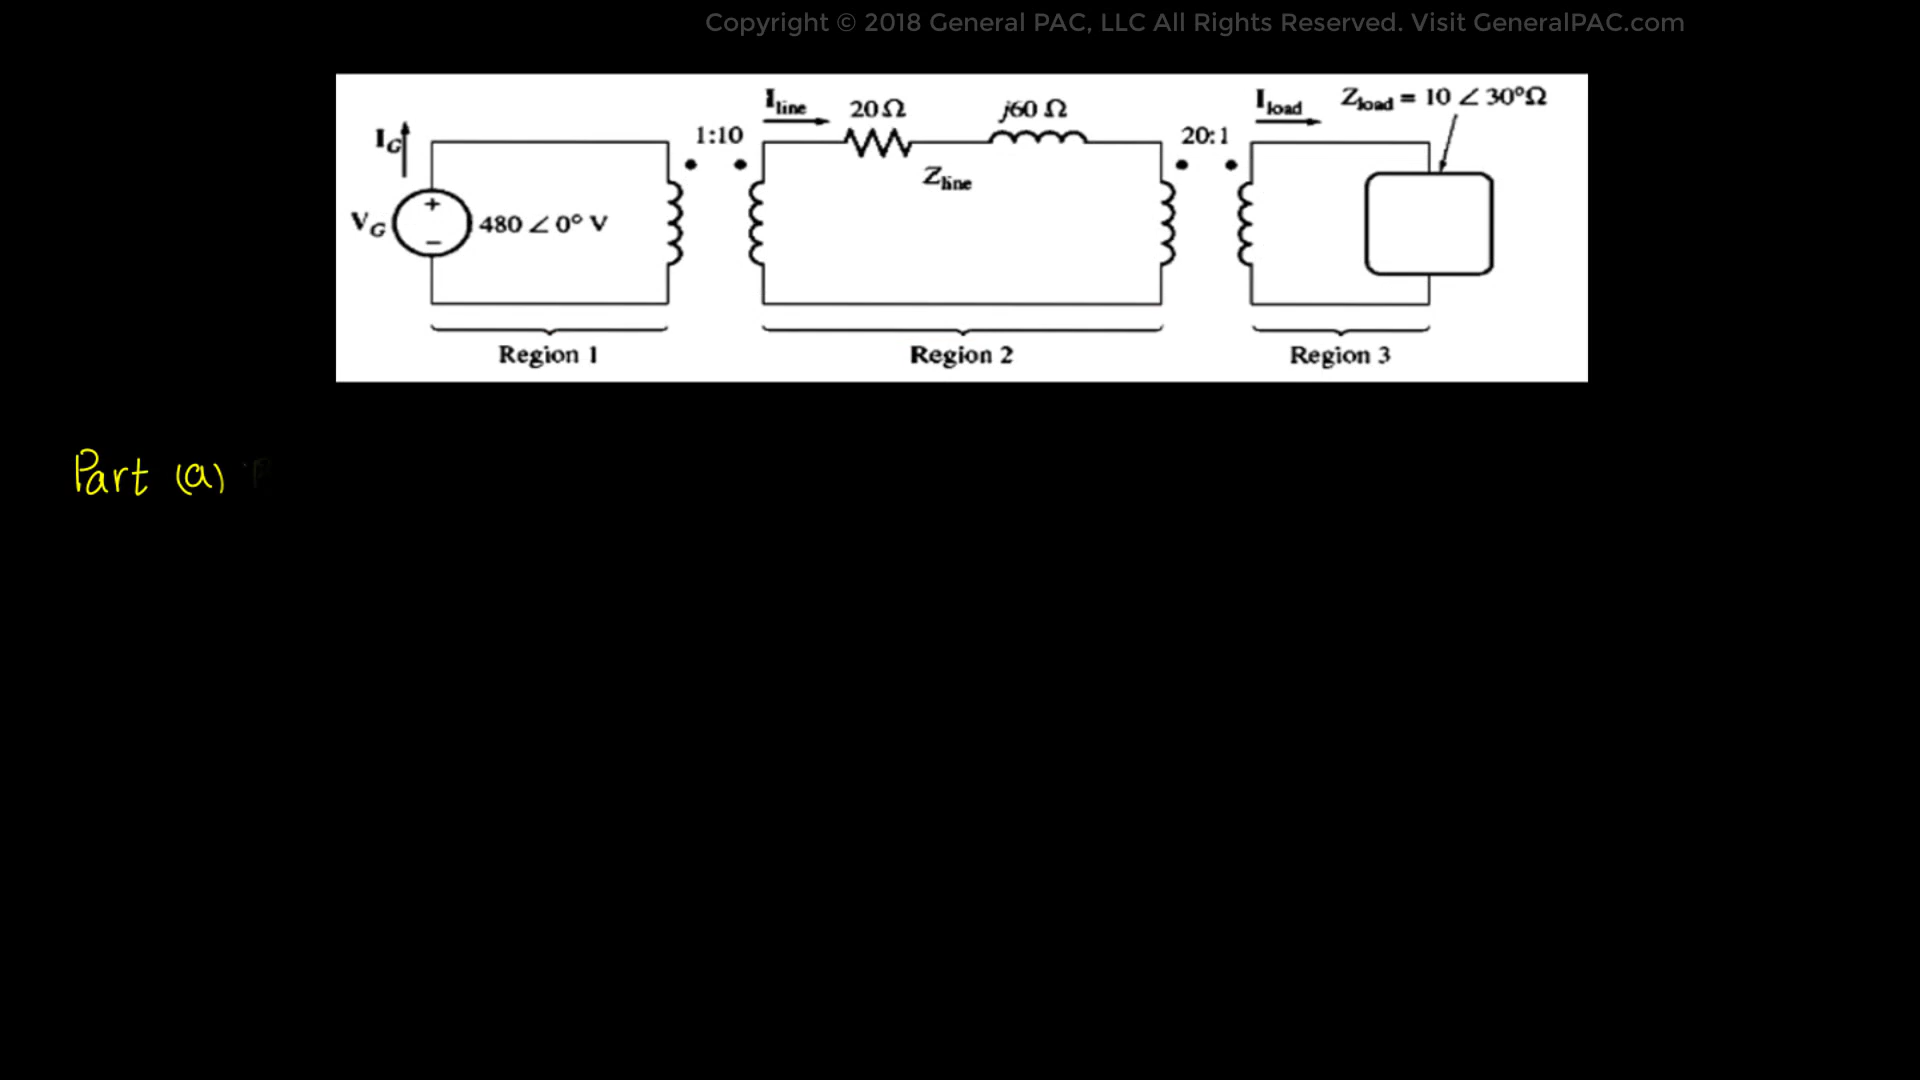 Copyright © 2018 General PAC, LLC All Rights Reserved. Visit GeneralPAC.com
I_line 20Ω j60 Ω I_load Z_load = 10 ∠ 30°Ω
I_G 1:10 20:1
Z_line
V_G + − 480 ∠ 0° V
Region 1 Region 2 Region 3
Part (a)